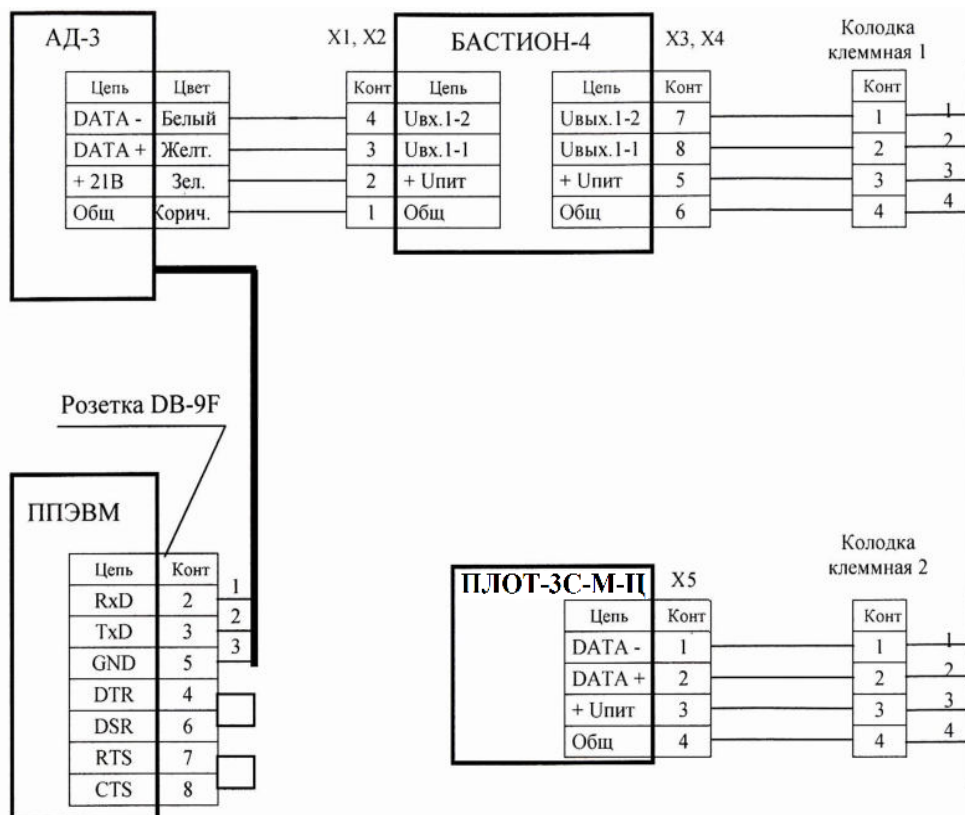 АД-3
X1, X2
БАСТИОН-4
X3, X4
Колодка
клеммная 1
Цепь Цвет
DATA - Белый
DATA + Желт.
+ 21В Зел.
Общ Корич.
Конт Цепь
4 Uвх.1-2
3 Uвх.1-1
2 + Uпит
1 Общ
Цепь Конт
Uвых.1-2 7
Uвых.1-1 8
+ Uпит 5
Общ 6
Конт
1 1
2 2
3 3
4 4
Розетка DB-9F
ППЭВМ
Цепь Конт
RxD 2 1
TxD 3 2
GND 5 3
DTR 4
DSR 6
RTS 7
CTS 8
ПЛОТ-3С-М-Ц
X5
Цепь Конт
DATA - 1
DATA + 2
+ Uпит 3
Общ 4
Колодка
клеммная 2
Конт
1 1
2 2
3 3
4 4